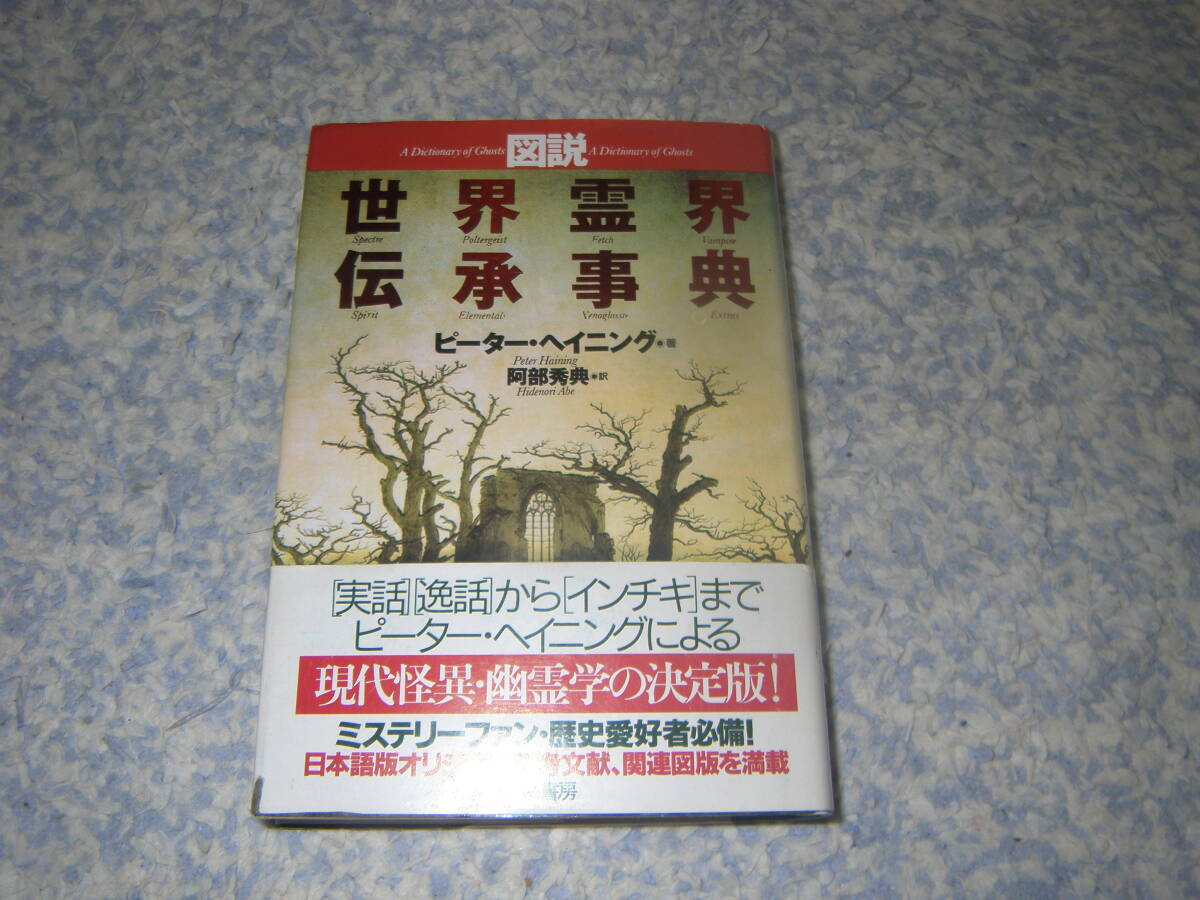 A Dictionary of Ghosts 図説 A Dictionary of Ghosts
世界霊界
Spectre Poltergeist Fetch Vampire
伝承事典
Spirit Elementals Xenoglossy
ピーター・ヘイニング●著
Peter Haining
阿部秀典●訳
Hidenori Abe
[実話][逸話]から[インチキ]まで
ピーター・ヘイニングによる
現代怪異・幽霊学の決定版!
ミステリーファン・歴史愛好者必備!
日本語版オリジ 文献、関連図版を満載
書房